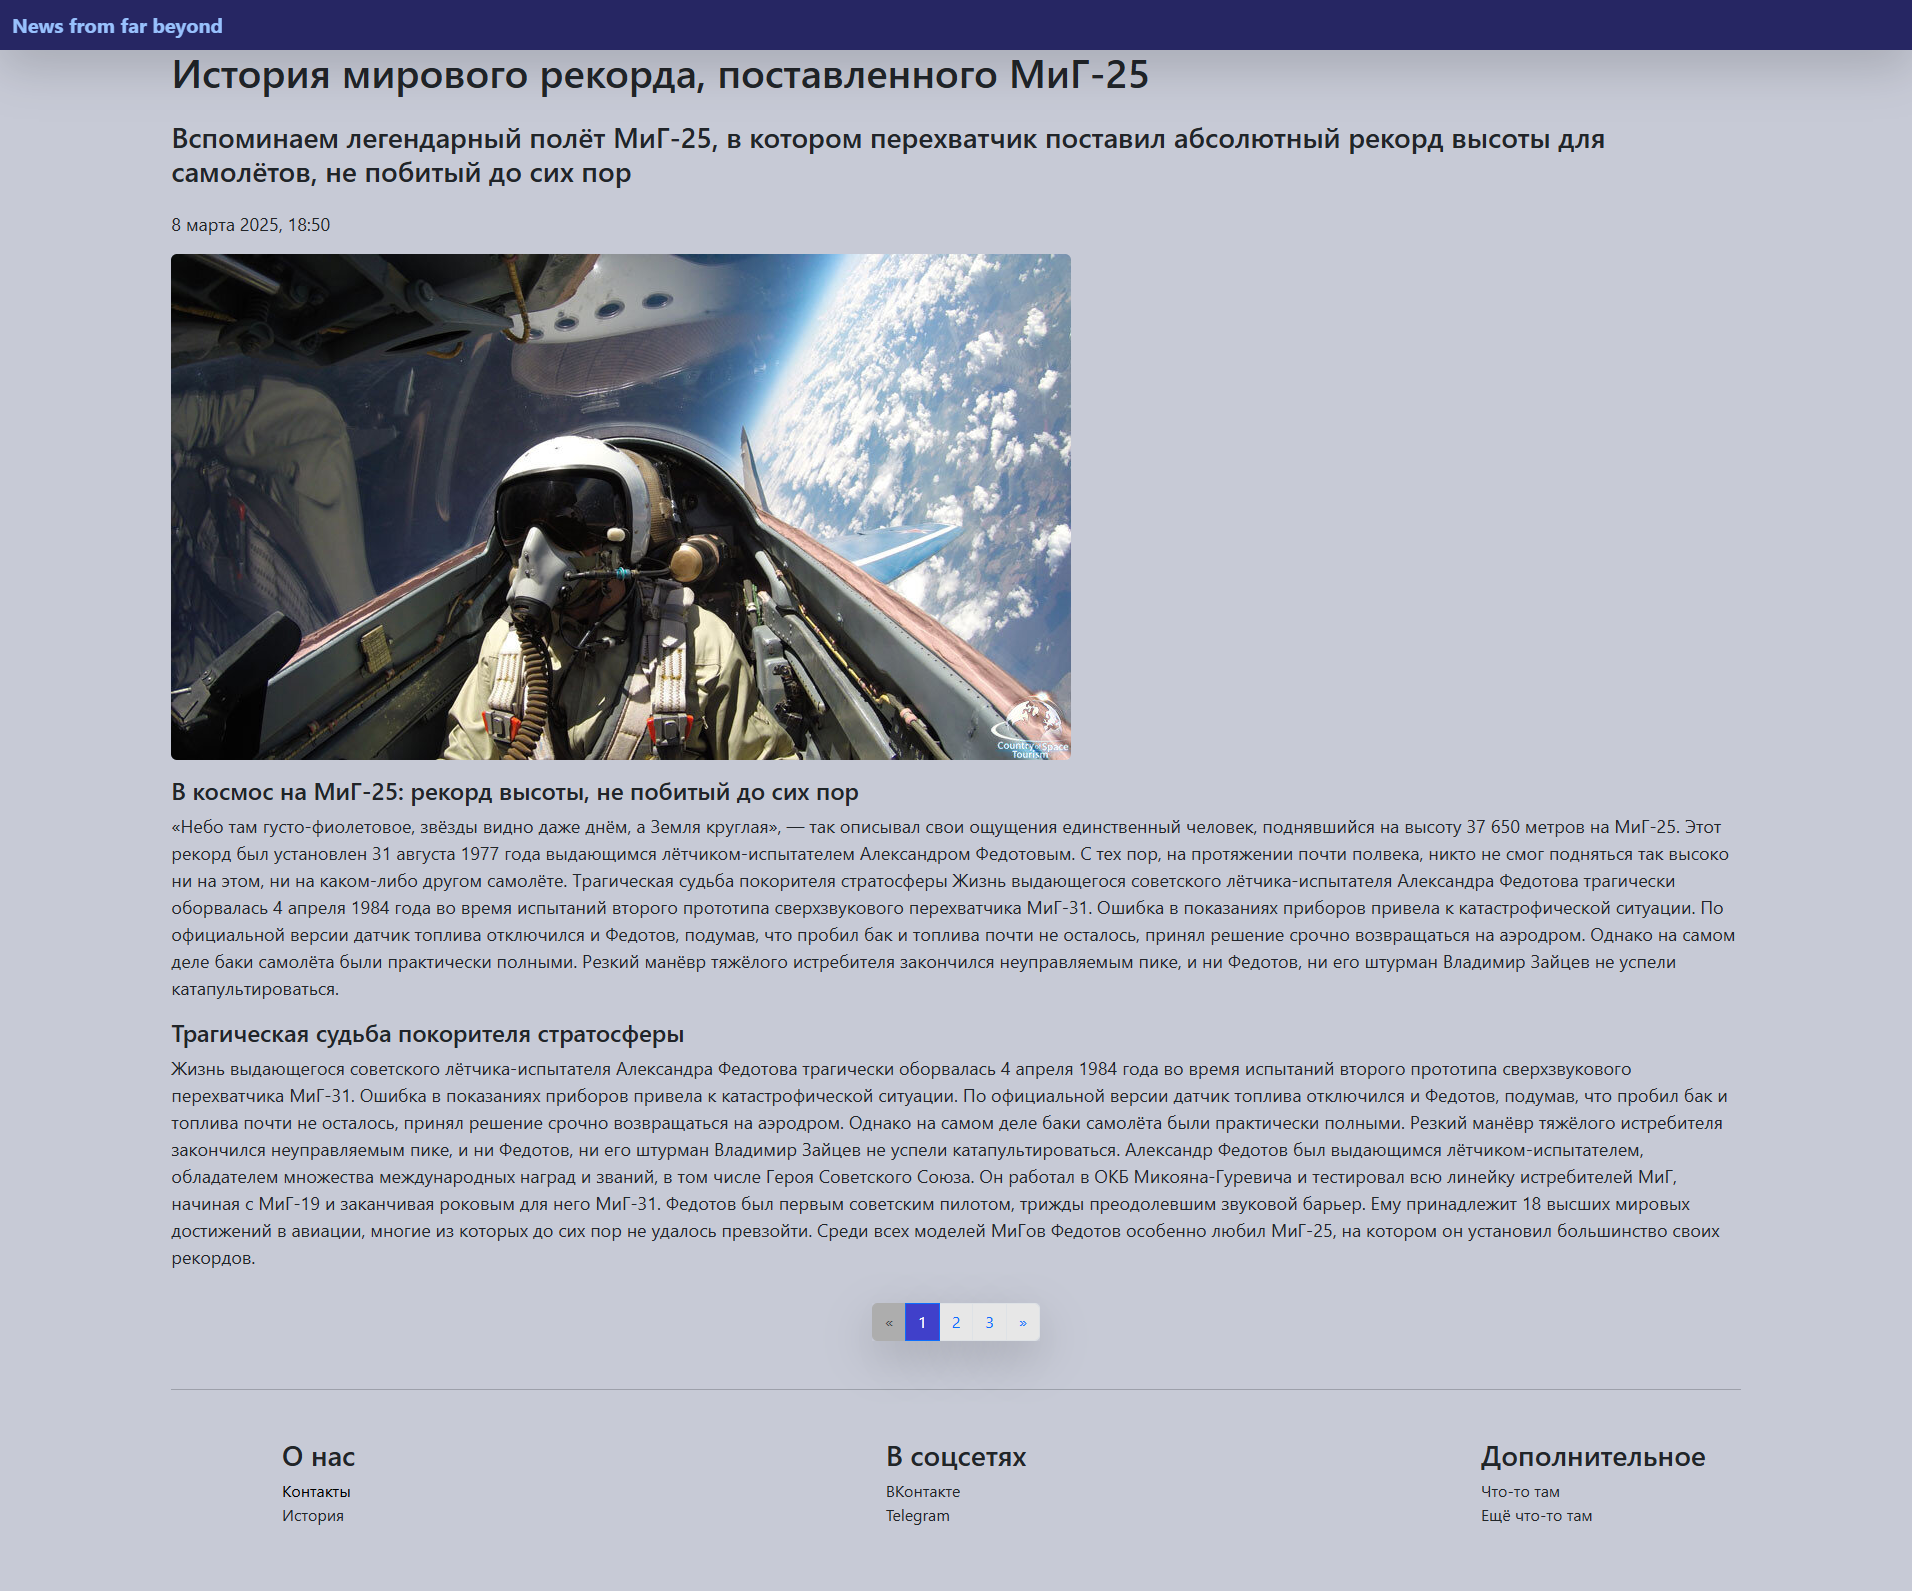 News from far beyond
История мирового рекорда, поставленного МиГ-25
Вспоминаем легендарный полёт МиГ-25, в котором перехватчик поставил абсолютный рекорд высоты для
самолётов, не побитый до сих пор
8 марта 2025, 18:50
Country of Space
Tourism
В космос на МиГ-25: рекорд высоты, не побитый до сих пор
«Небо там густо-фиолетовое, звёзды видно даже днём, а Земля круглая», — так описывал свои ощущения единственный человек, поднявшийся на высоту 37 650 метров на МиГ-25. Этот
рекорд был установлен 31 августа 1977 года выдающимся лётчиком-испытателем Александром Федотовым. С тех пор, на протяжении почти полвека, никто не смог подняться так высоко
ни на этом, ни на каком-либо другом самолёте. Трагическая судьба покорителя стратосферы Жизнь выдающегося советского лётчика-испытателя Александра Федотова трагически
оборвалась 4 апреля 1984 года во время испытаний второго прототипа сверхзвукового перехватчика МиГ-31. Ошибка в показаниях приборов привела к катастрофической ситуации. По
официальной версии датчик топлива отключился и Федотов, подумав, что пробил бак и топлива почти не осталось, принял решение срочно возвращаться на аэродром. Однако на самом
деле баки самолёта были практически полными. Резкий манёвр тяжёлого истребителя закончился неуправляемым пике, и ни Федотов, ни его штурман Владимир Зайцев не успели
катапультироваться.
Трагическая судьба покорителя стратосферы
Жизнь выдающегося советского лётчика-испытателя Александра Федотова трагически оборвалась 4 апреля 1984 года во время испытаний второго прототипа сверхзвукового
перехватчика МиГ-31. Ошибка в показаниях приборов привела к катастрофической ситуации. По официальной версии датчик топлива отключился и Федотов, подумав, что пробил бак и
топлива почти не осталось, принял решение срочно возвращаться на аэродром. Однако на самом деле баки самолёта были практически полными. Резкий манёвр тяжёлого истребителя
закончился неуправляемым пике, и ни Федотов, ни его штурман Владимир Зайцев не успели катапультироваться. Александр Федотов был выдающимся лётчиком-испытателем,
обладателем множества международных наград и званий, в том числе Героя Советского Союза. Он работал в ОКБ Микояна-Гуревича и тестировал всю линейку истребителей МиГ,
начиная с МиГ-19 и заканчивая роковым для него МиГ-31. Федотов был первым советским пилотом, трижды преодолевшим звуковой барьер. Ему принадлежит 18 высших мировых
достижений в авиации, многие из которых до сих пор не удалось превзойти. Среди всех моделей МиГов Федотов особенно любил МиГ-25, на котором он установил большинство своих
рекордов.
« 1 2 3 »
О нас
Контакты
История
В соцсетях
ВКонтакте
Telegram
Дополнительное
Что-то там
Ещё что-то там